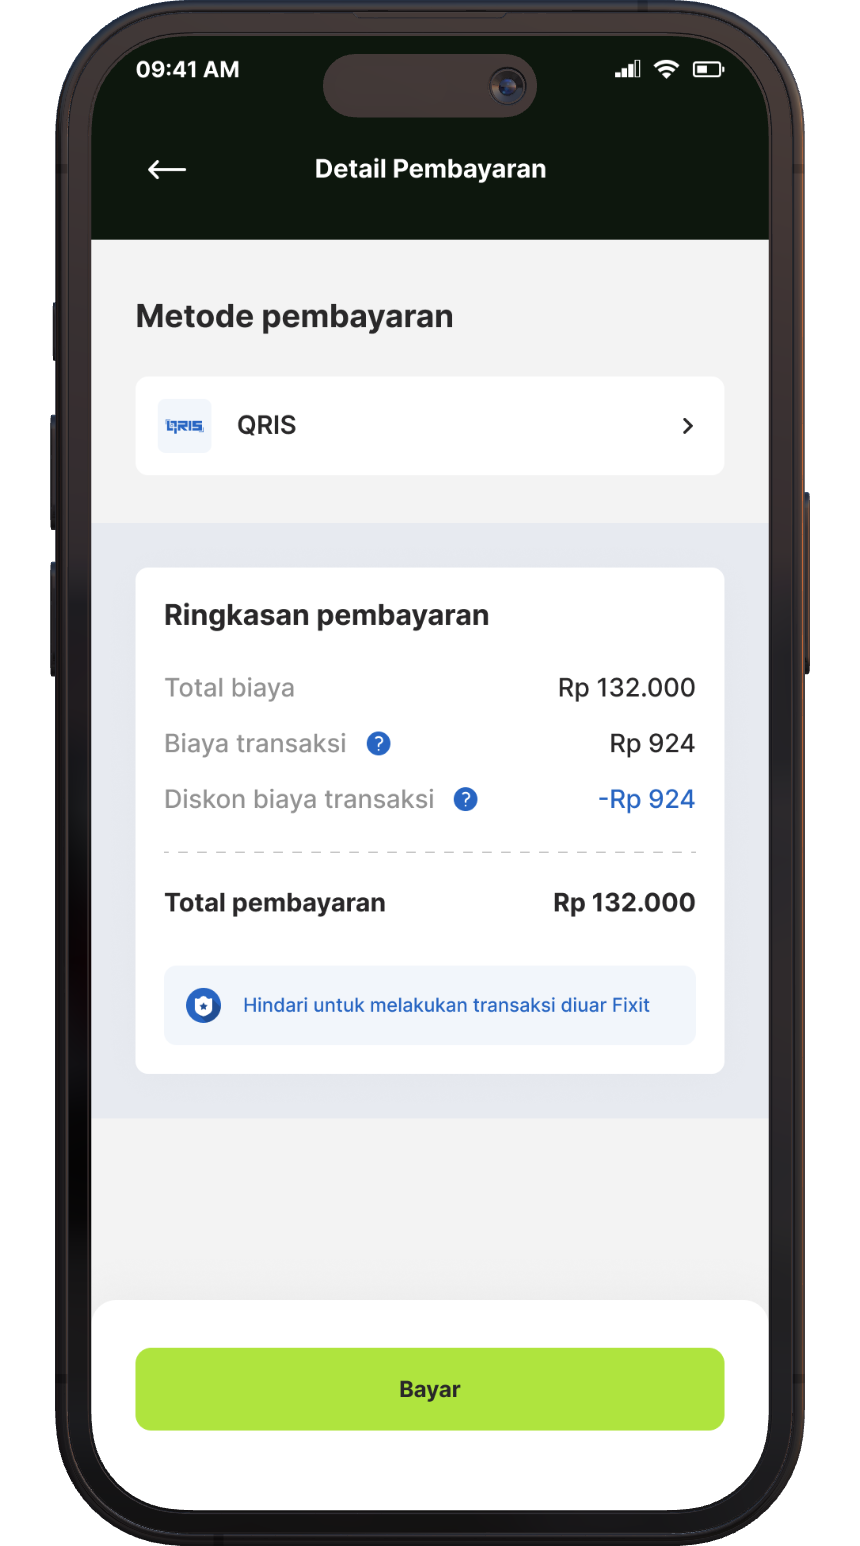 09:41 AM
Detail Pembayaran
Metode pembayaran
QRIS QRIS
Ringkasan pembayaran
Total biaya Rp 132.000
Biaya transaksi ? Rp 924
Diskon biaya transaksi ? -Rp 924
Total pembayaran Rp 132.000
Hindari untuk melakukan transaksi diuar Fixit
Bayar